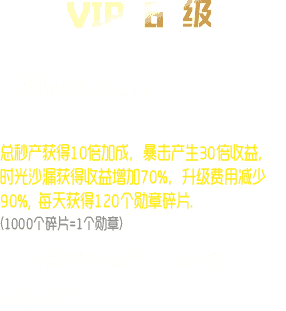 VIP 8 级
总秒产获得10倍加成，暴击产生30倍收益，
时光沙漏获得收益增加70%，升级费用减少
90%, 每天获得120个勋章碎片.
(1000个碎片=1个勋章)